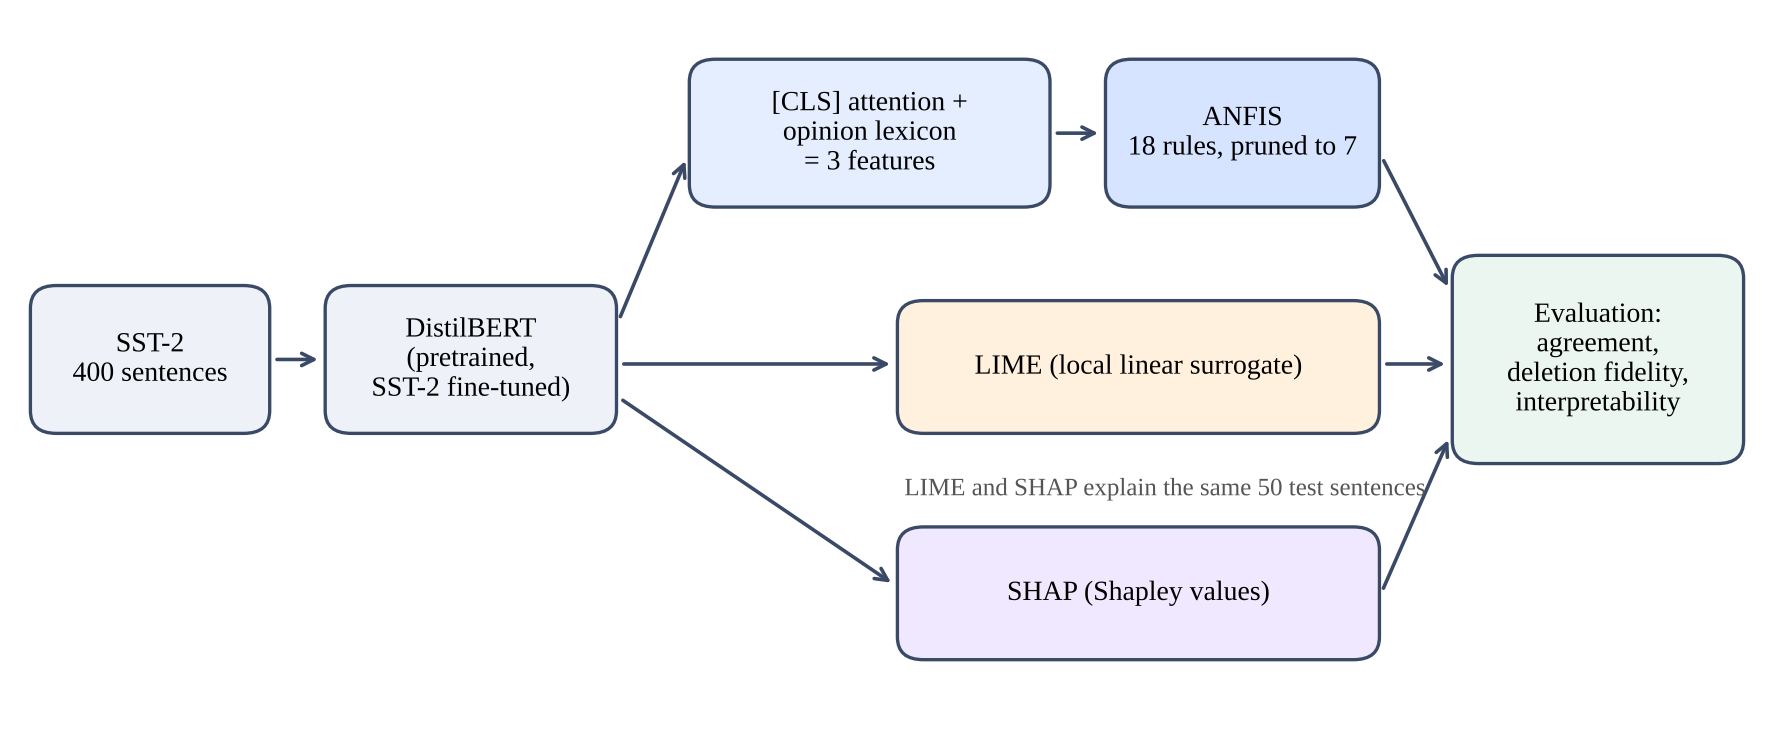 SST-2
400 sentences
DistilBERT
(pretrained,
SST-2 fine-tuned)
[CLS] attention +
opinion lexicon
= 3 features
ANFIS
18 rules, pruned to 7
LIME (local linear surrogate)
LIME and SHAP explain the same 50 test sentences
SHAP (Shapley values)
Evaluation:
agreement,
deletion fidelity,
interpretability